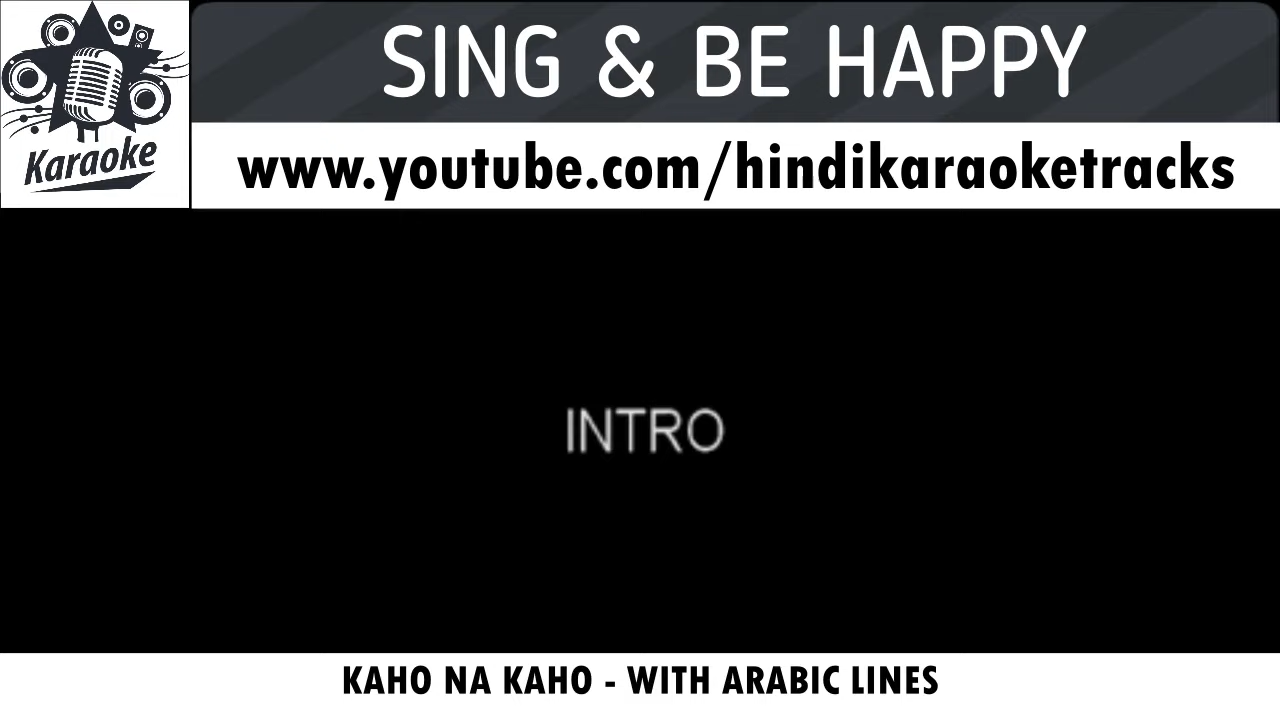 SING & BE HAPPY
Karaoke
www.youtube.com/hindikaraoketracks
INTRO
KAHO NA KAHO - WITH ARABIC LINES